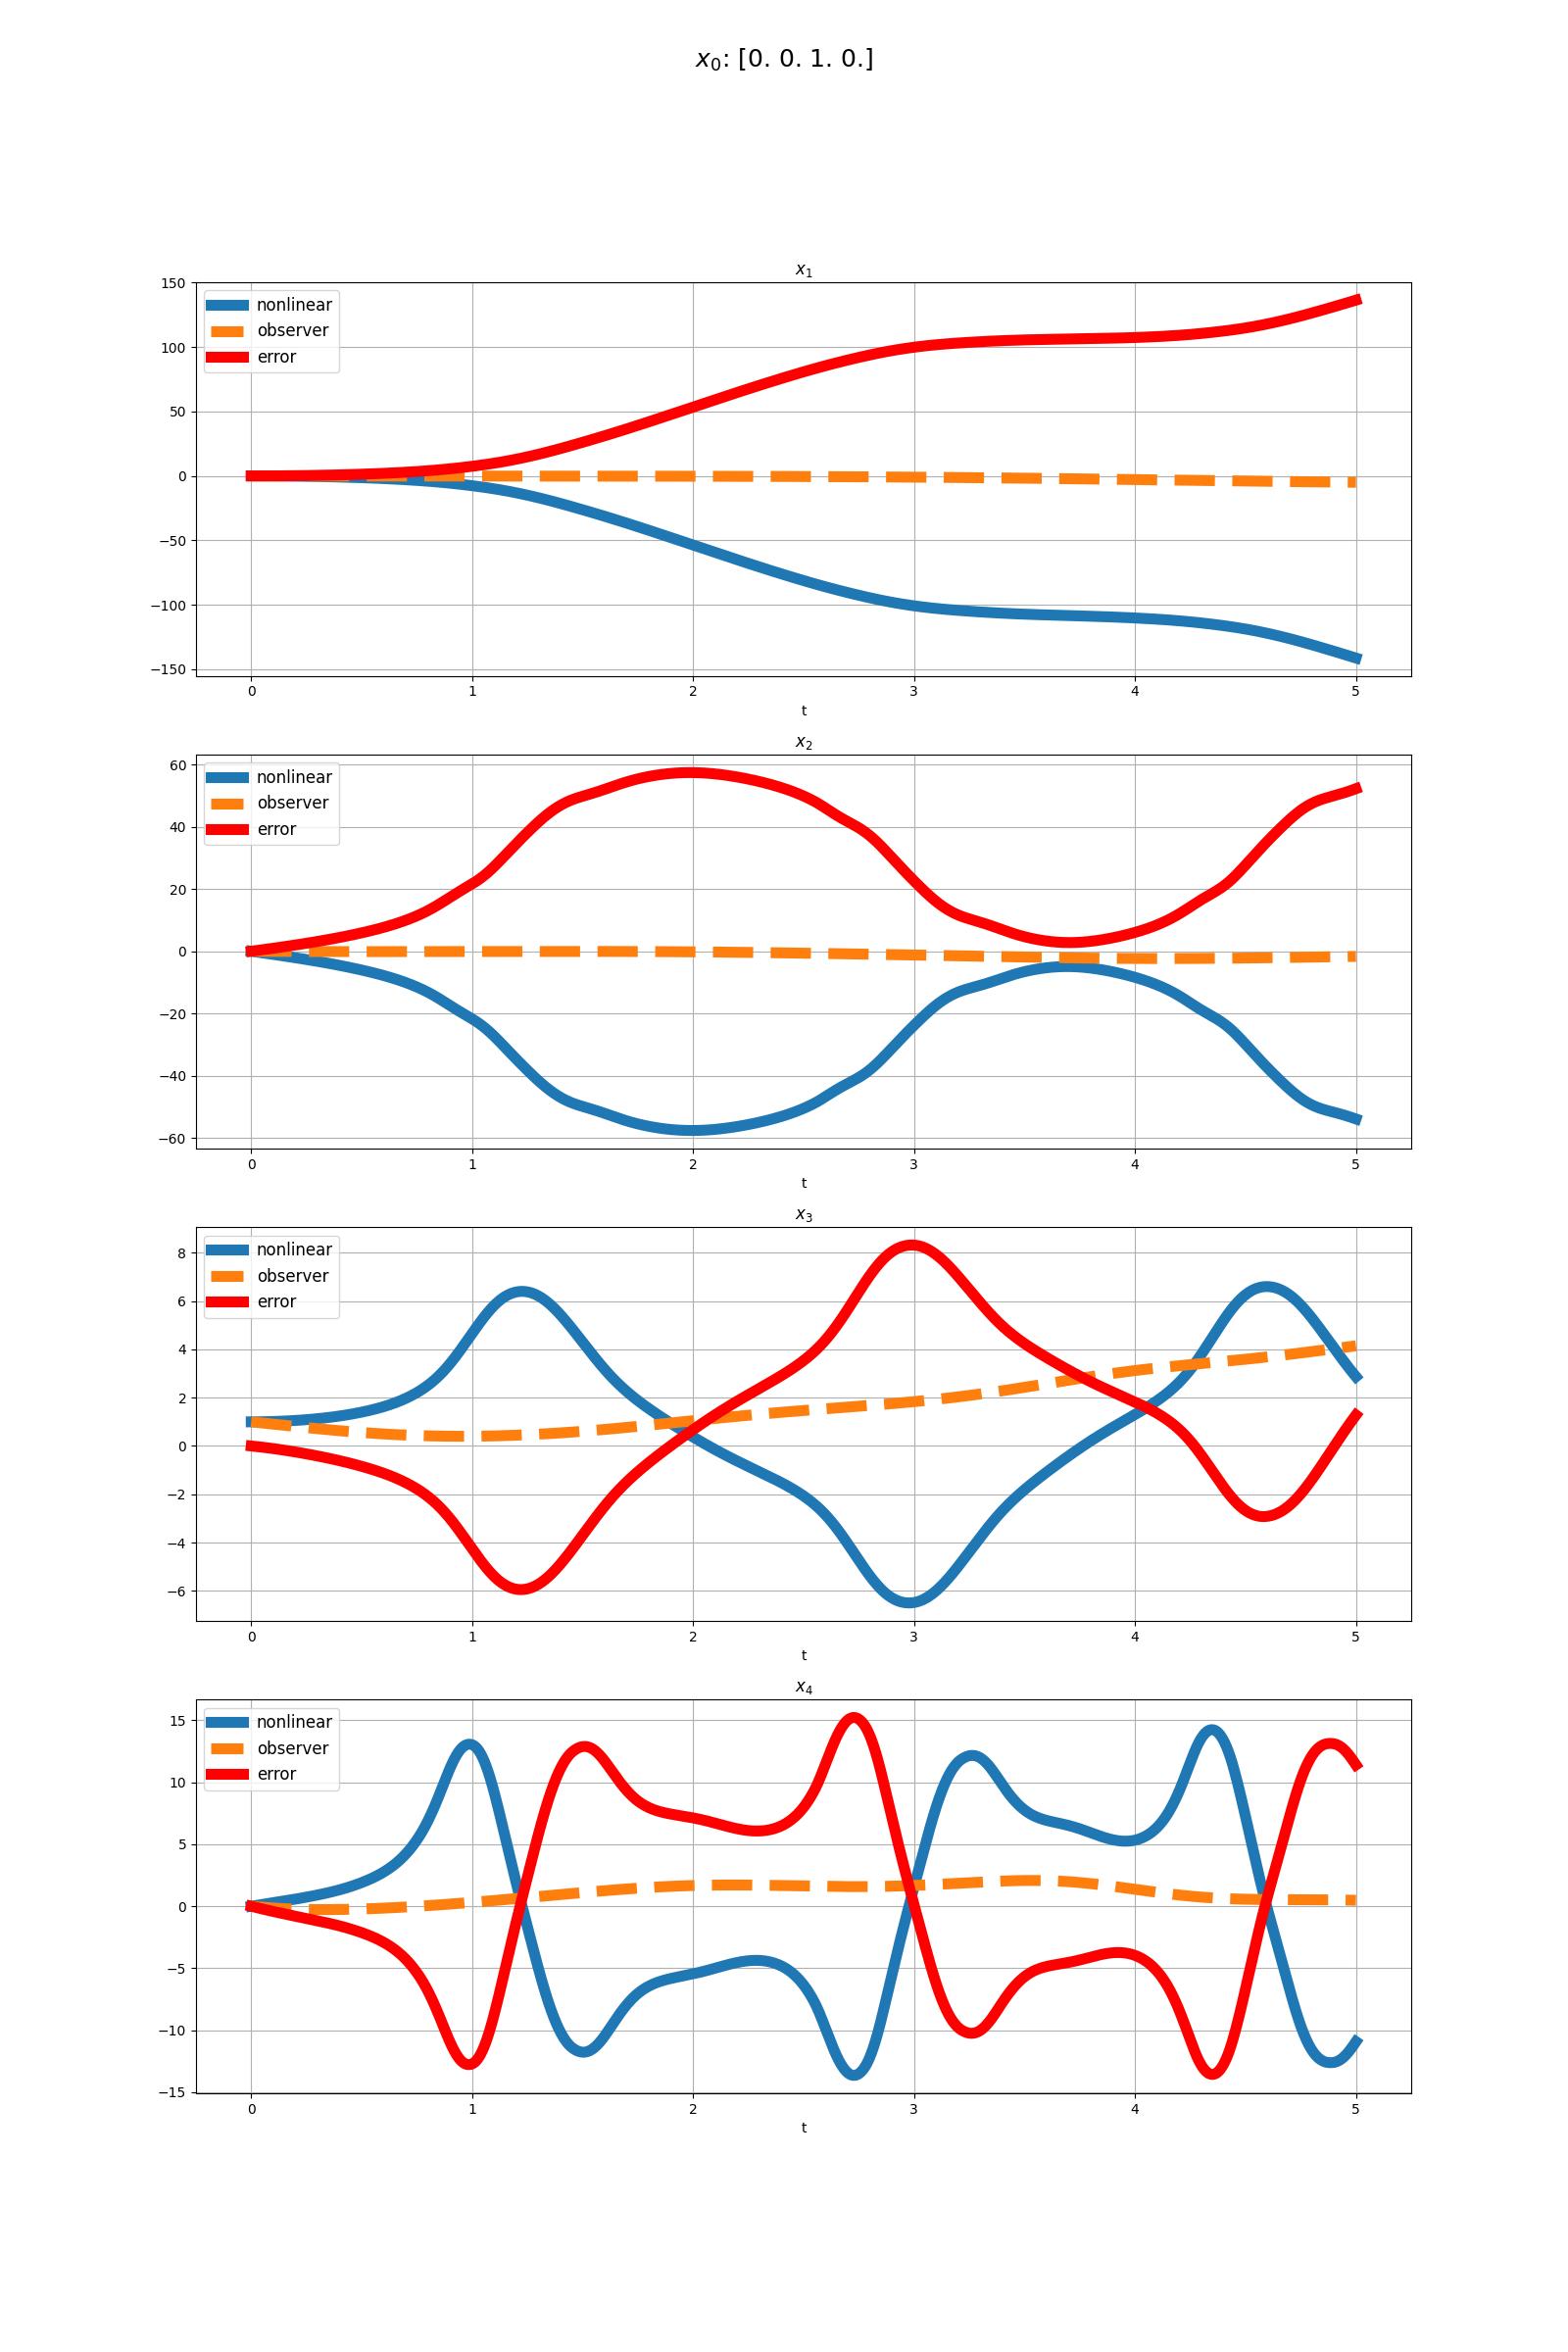 x₀: [0. 0. 1. 0.]
x₁
150
100
50
0
−50
−100
−150
nonlinear
observer
error
0 1 2 3 4 5
t
x₂
60
40
20
0
−20
−40
−60
nonlinear
observer
error
0 1 2 3 4 5
t
x₃
8
6
4
2
0
−2
−4
−6
nonlinear
observer
error
0 1 2 3 4 5
t
x₄
15
10
5
0
−5
−10
−15
nonlinear
observer
error
0 1 2 3 4 5
t